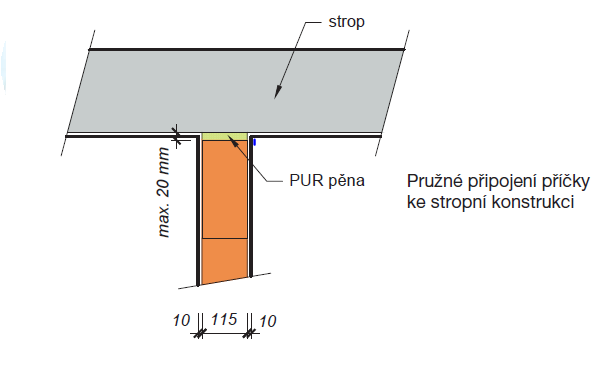 strop
max. 20 mm
PUR pěna
Pružné připojení příčky
ke stropní konstrukci
10 115 10